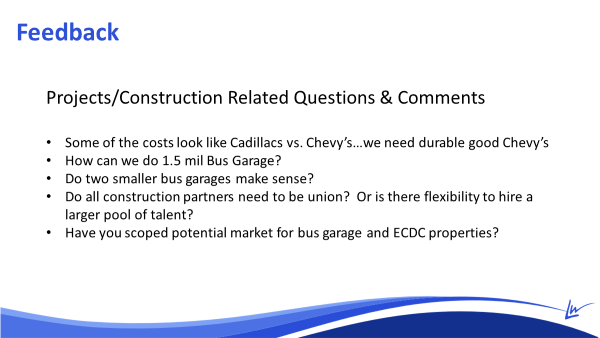 Feedback
Projects/Construction Related Questions & Comments
• Some of the costs look like Cadillacs vs. Chevy's...we need durable good Chevy's
• How can we do 1.5 mil Bus Garage?
• Do two smaller bus garages make sense?
• Do all construction partners need to be union?  Or is there flexibility to hire a
larger pool of talent?
• Have you scoped potential market for bus garage and ECDC properties?
LW